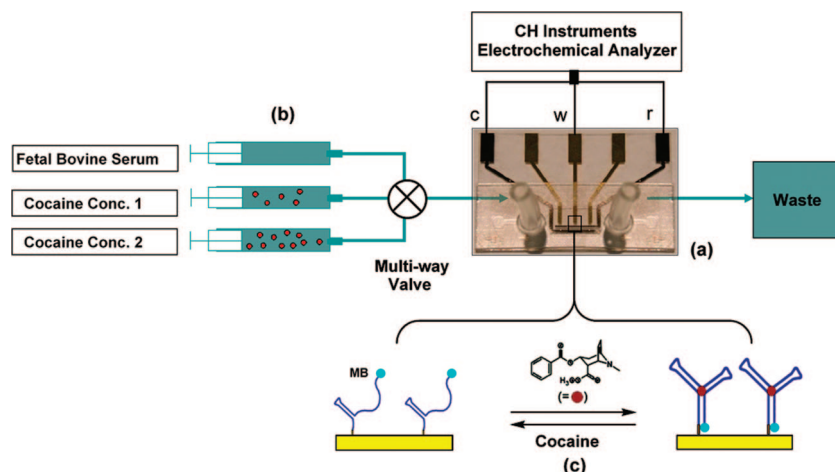 CH Instruments
Electrochemical Analyzer
(b)
c
w
r
Fetal Bovine Serum
Cocaine Conc. 1
Cocaine Conc. 2
Multi-way
Valve
Waste
(a)
MB
O
O
N
H₃CO
O
(= )
Cocaine
(c)